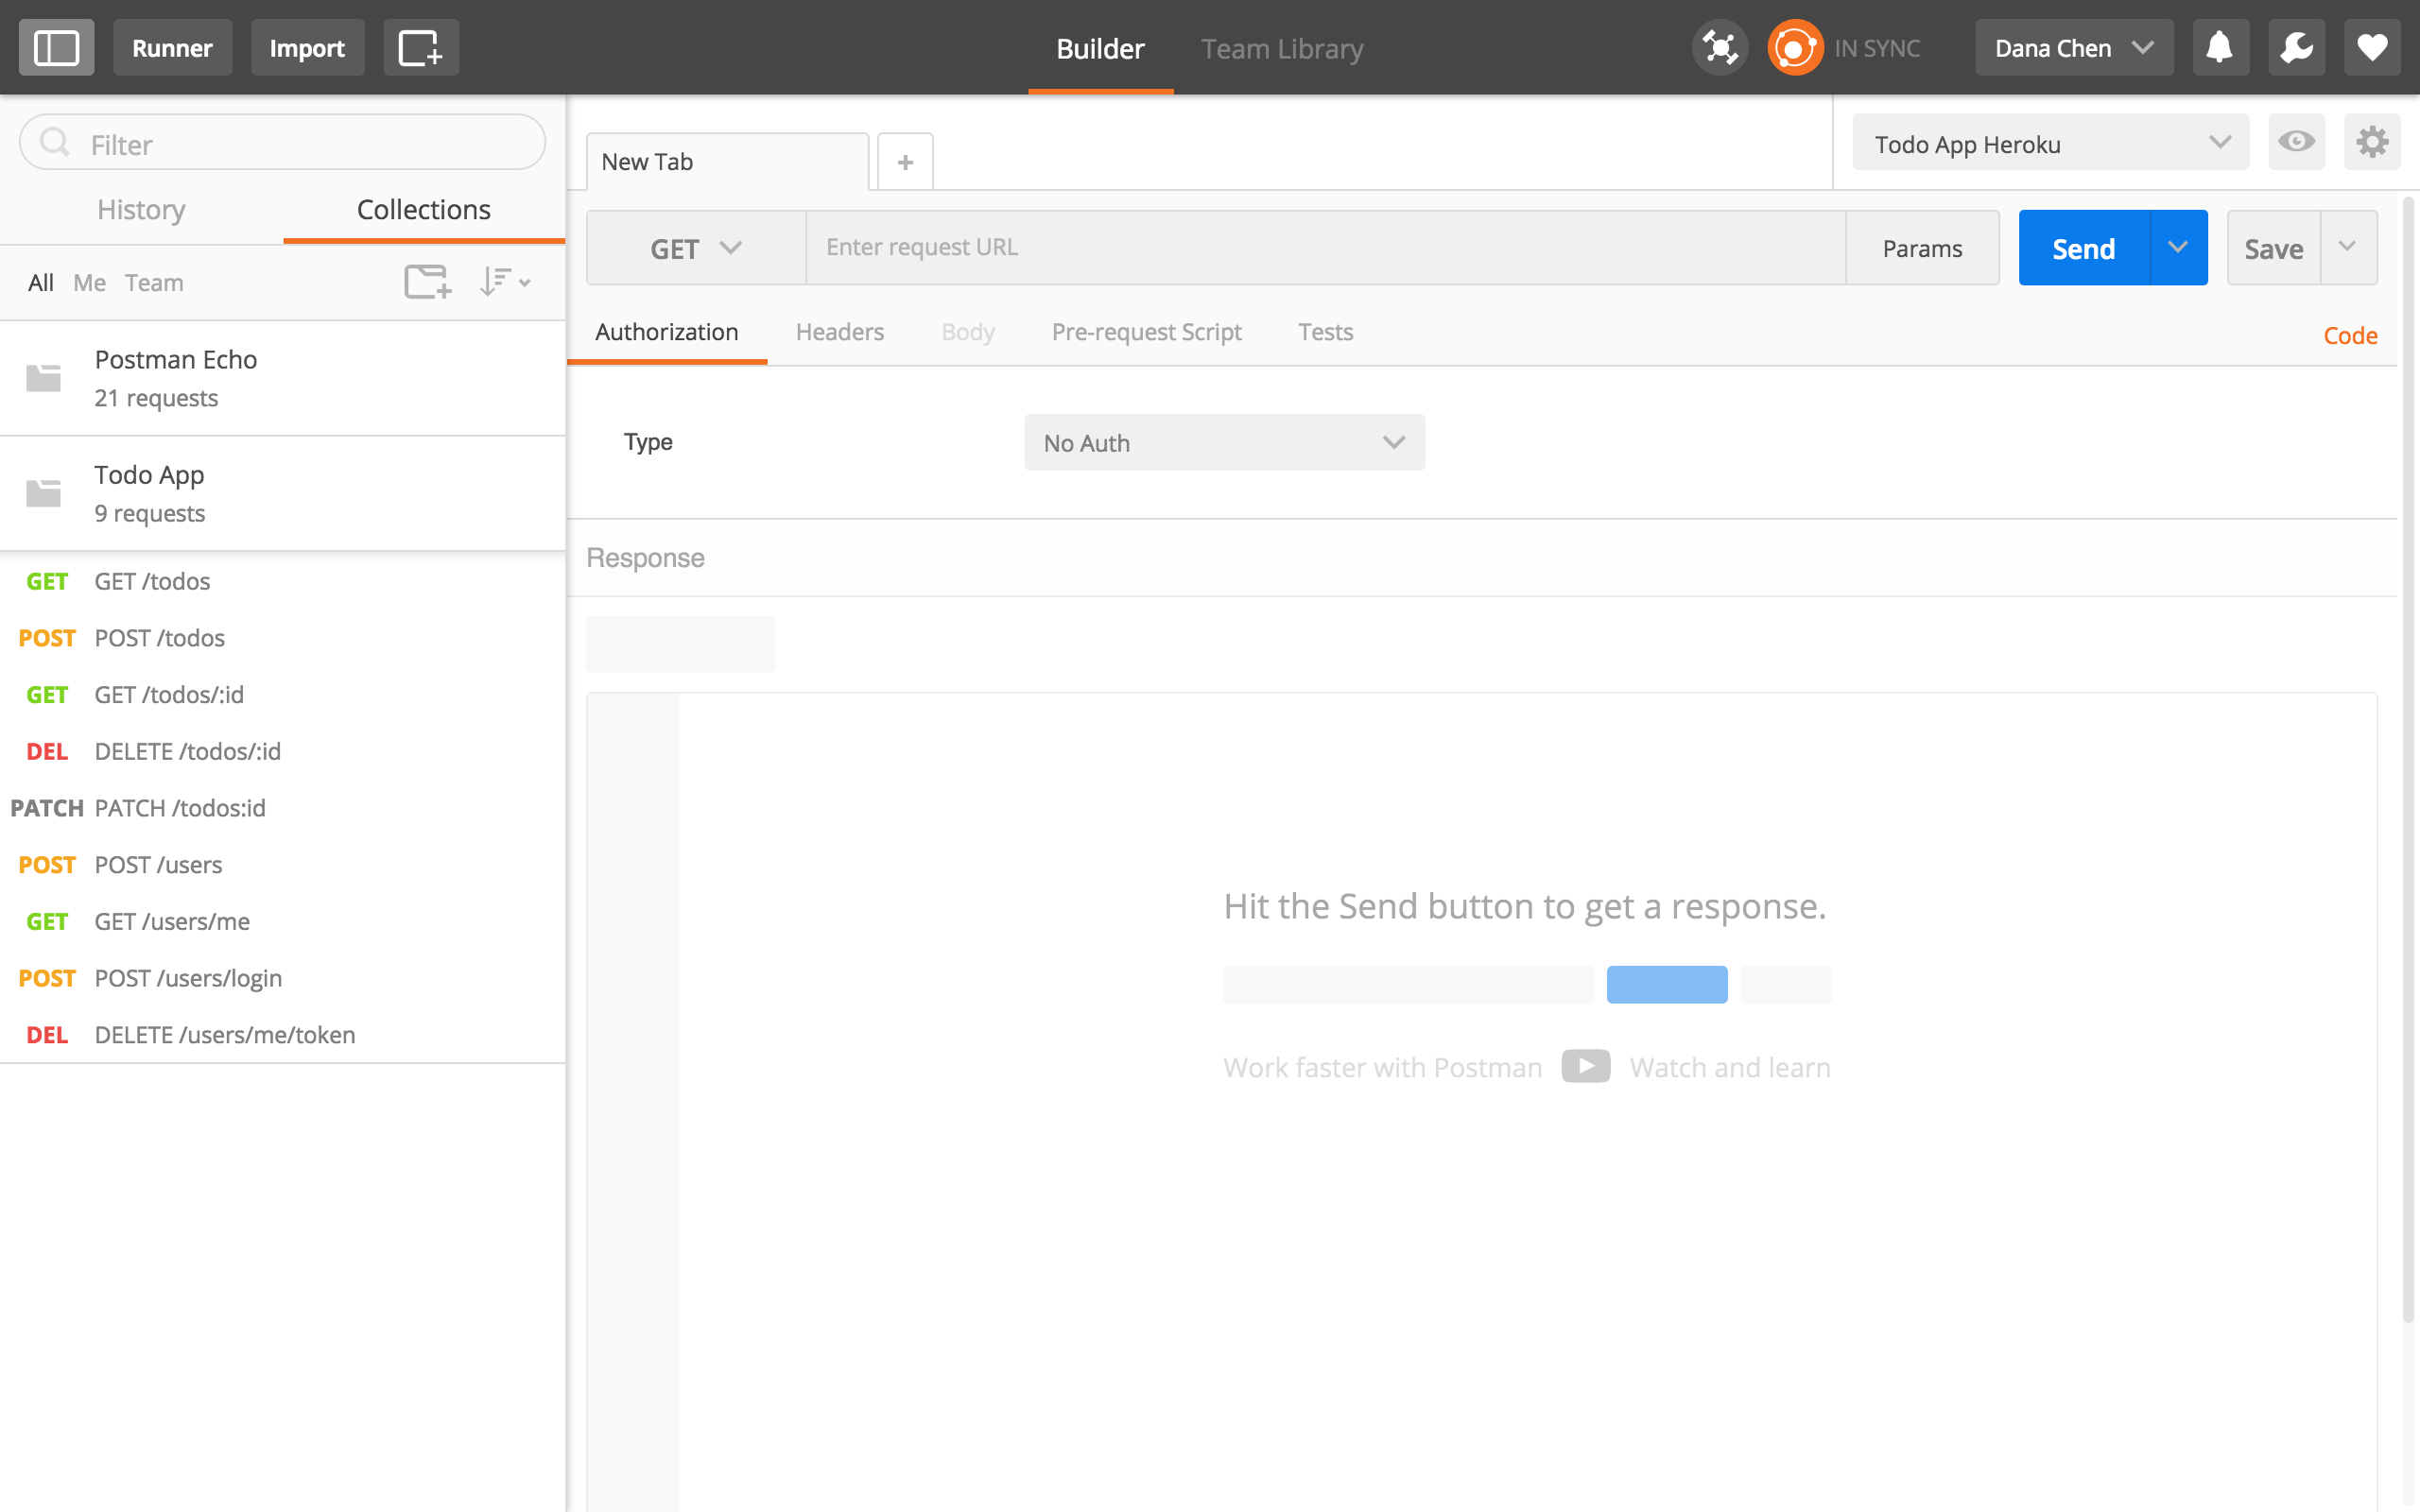 Runner Import Builder Team Library IN SYNC Dana Chen
Filter
History Collections
All Me Team
Postman Echo
21 requests
Todo App
9 requests
GET GET /todos
POST POST /todos
GET GET /todos/:id
DEL DELETE /todos/:id
PATCH PATCH /todos:id
POST POST /users
GET GET /users/me
POST POST /users/login
DEL DELETE /users/me/token
New Tab + Todo App Heroku
GET Enter request URL Params Send Save
Authorization Headers Body Pre-request Script Tests Code
Type No Auth
Response
Hit the Send button to get a response.
Work faster with Postman Watch and learn